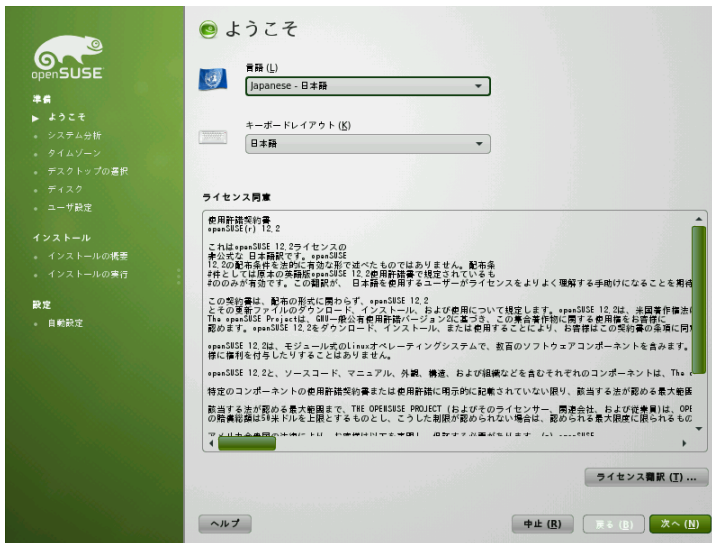 openSUSE
準備
ようこそ
システム分析
タイムゾーン
デスクトップの選択
ディスク
ユーザ設定
インストール
インストールの概要
インストールの実行
設定
自動設定
ようこそ
言語 (L)
Japanese - 日本語
キーボードレイアウト (K)
日本語
ライセンス同意
使用許諾契約書
openSUSE(r) 12.2
これはopenSUSE 12.2ライセンスの
非公式な 日本語訳です。openSUSE
12.2の配布条件を法的に有効な形で述べたものではありません。配布条
#件としては原本の英語版openSUSE 12.2使用許諾書で規定されているも
#ののみが有効です。この翻訳が、 日本語を使用するユーザーがライセンスをよりよく理解する手助けになることを期待
この契約書は、配布の形式に関わらず、openSUSE 12.2
とその更新ファイルのダウンロード、インストール、および使用について規定します。openSUSE 12.2は、米国著作権法
The openSUSE Projectは、GNU一般公有使用許諾バージョン2に基づき、この集合著作物に関する使用権をお客様に
認めます。openSUSE 12.2をダウンロード、インストール、または使用することにより、お客様はこの契約書の条項に同
openSUSE 12.2は、モジュール式のLinuxオペレーティングシステムで、数百のソフトウェアコンポーネントを含みます。
様に権利を付与したりすることはありません。
openSUSE 12.2と、ソースコード、マニュアル、外観、構造、および組織などを含むそれぞれのコンポーネントは、The
特定のコンポーネントの使用許諾契約書または使用許諾に明示的に記載されていない限り、該当する法が認める最大範囲
該当する法が認める最大範囲まで、THE OPENSUSE PROJECT (およびそのライセンサー、関連会社、および従業員)は、OPE
の賠償総額は50米ドルを上限とするものとし、こうした制限が認められない場合は、認められる最大限度に限られるもの
ライセンス翻訳 (T) ...
ヘルプ
中止 (R)
戻る (B)
次へ (N)